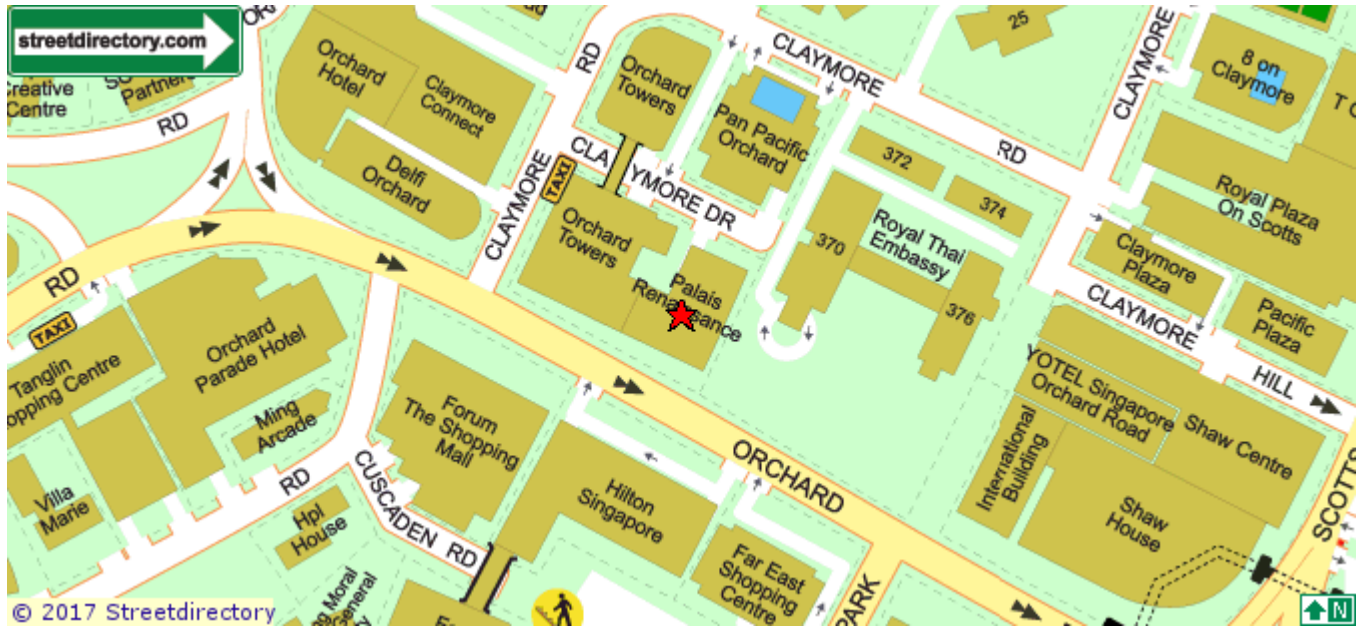 streetdirectory.com
Creative
Centre
Partners
RD
Orchard
Hotel
Claymore
Connect
Delfi
Orchard
RD
CLAYMORE
TAXI
Orchard
Towers
CLA
YMORE DR
Pan Pacific
Orchard
CLAYMORE
RD
25
CLAYMORE
8 on
Claymore
372
374
370
Royal Thai
Embassy
376
Royal Plaza
On Scotts
Claymore
Plaza
Pacific
Plaza
CLAYMORE
HILL
Orchard
Towers
Palais
Renaissance
RD
TAXI
Tanglin
Orchard
Parade Hotel
Ming
Arcade
Villa
Marie
RD
Hpl
House
CUSCADEN RD
Forum
The Shopping
Mall
Hilton
Singapore
ORCHARD
Far East
Shopping
Centre
PARK
YOTEL Singapore
Orchard Road
International
Building
Shaw Centre
Shaw
House
SCOTTS
Moral
General
© 2017 Streetdirectory
N